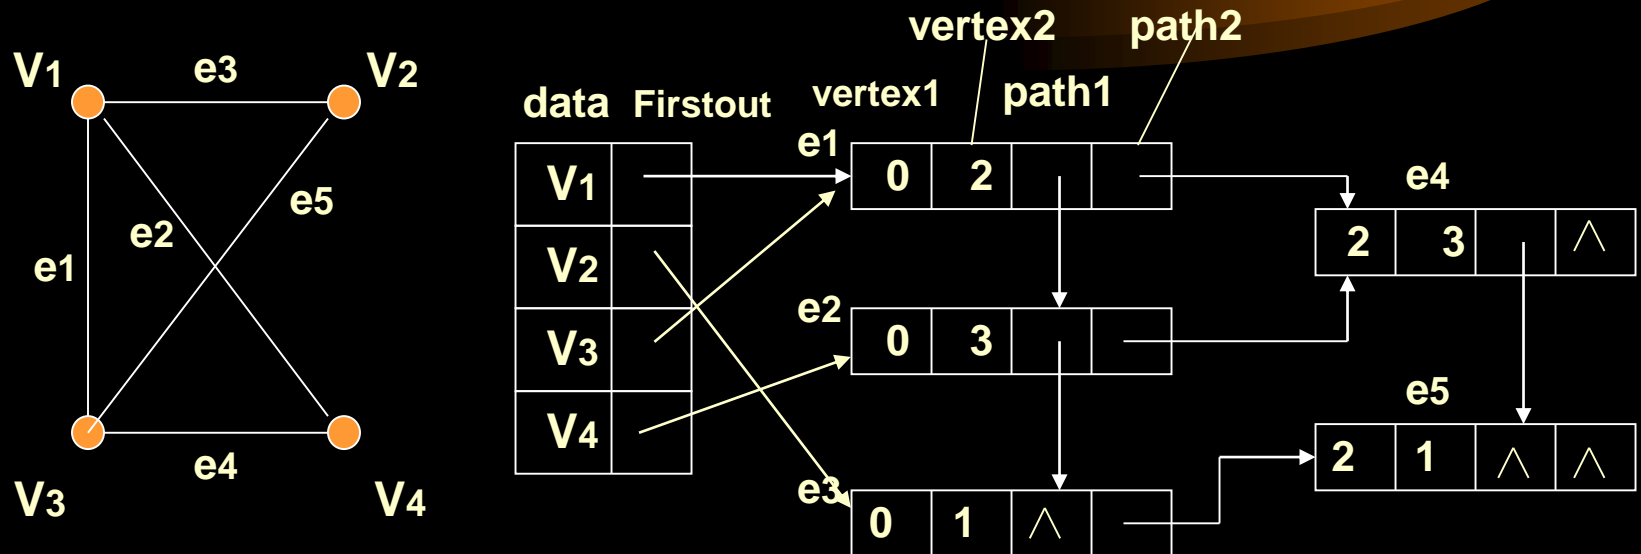 vertex2 path2
V1 e3 V2
data Firstout vertex1 path1
e1
V1 0 2
e4
e5
e2
V2 2 3 ∧
e1
e2
V3 0 3
e5
V4
e4
2 1 ∧ ∧
V3 V4
e3
0 1 ∧